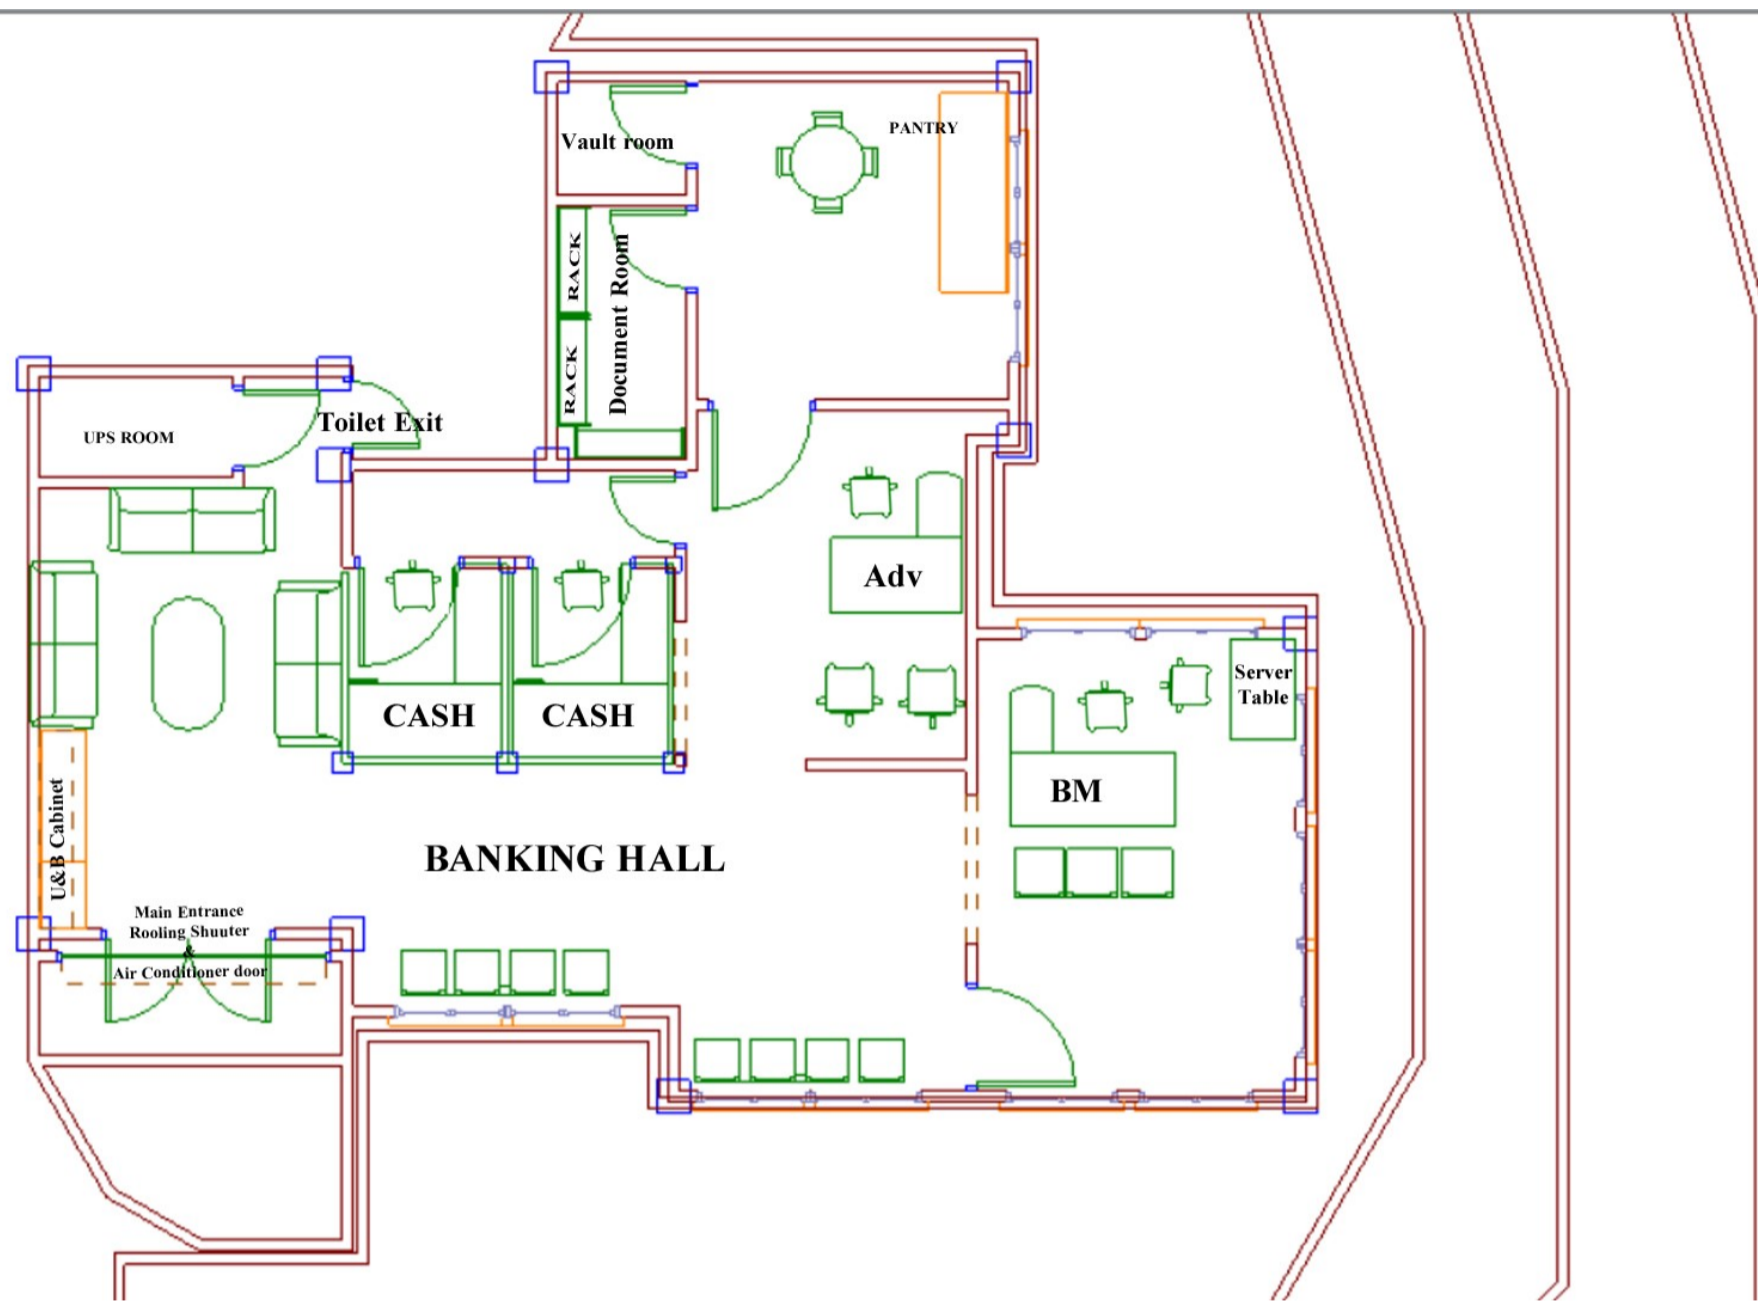 Vault room
PANTRY
RACK
RACK
Document Room
UPS ROOM
Toilet Exit
Adv
Server
Table
CASH
CASH
BM
U&B Cabinet
BANKING HALL
Main Entrance
Rooling Shuuter
&
Air Conditioner door